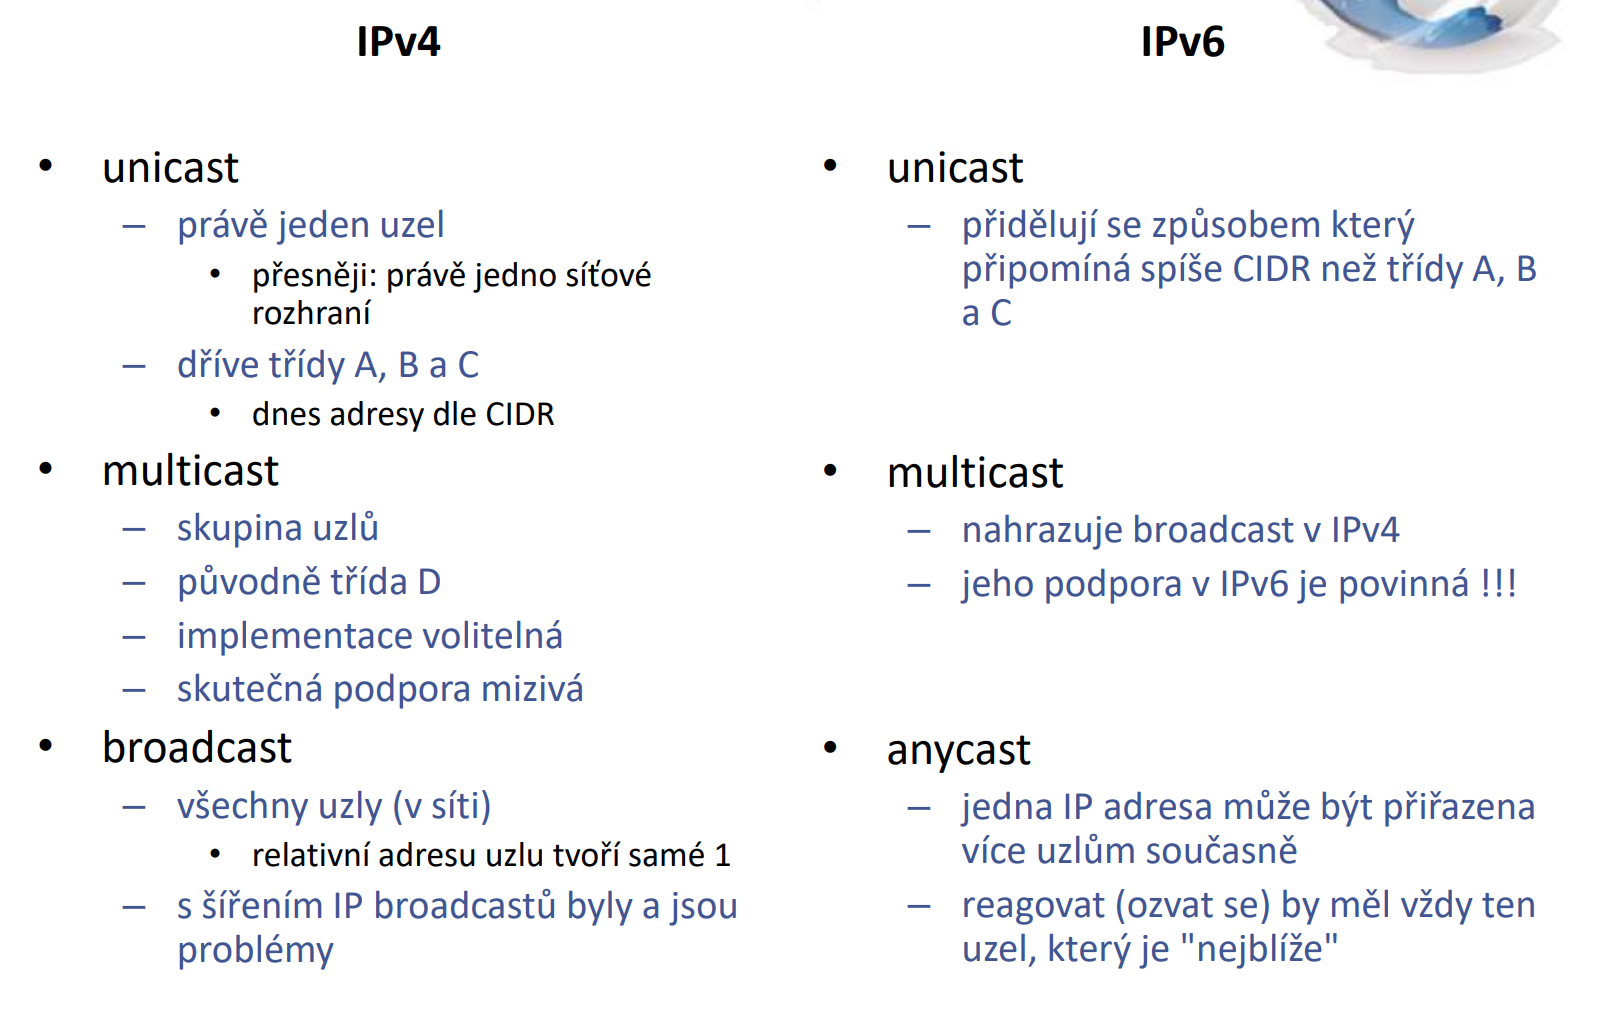 IPv4
• unicast
– právě jeden uzel
• přesněji: právě jedno síťové
rozhraní
– dříve třídy A, B a C
• dnes adresy dle CIDR
• multicast
– skupina uzlů
– původně třída D
– implementace volitelná
– skutečná podpora mizivá
• broadcast
– všechny uzly (v síti)
• relativní adresu uzlu tvoří samé 1
– s šířením IP broadcastů byly a jsou
problémy
IPv6
• unicast
– přidělují se způsobem který
připomíná spíše CIDR než třídy A, B
a C
• multicast
– nahrazuje broadcast v IPv4
– jeho podpora v IPv6 je povinná !!!
• anycast
– jedna IP adresa může být přiřazena
více uzlům současně
– reagovat (ozvat se) by měl vždy ten
uzel, který je "nejblíže"